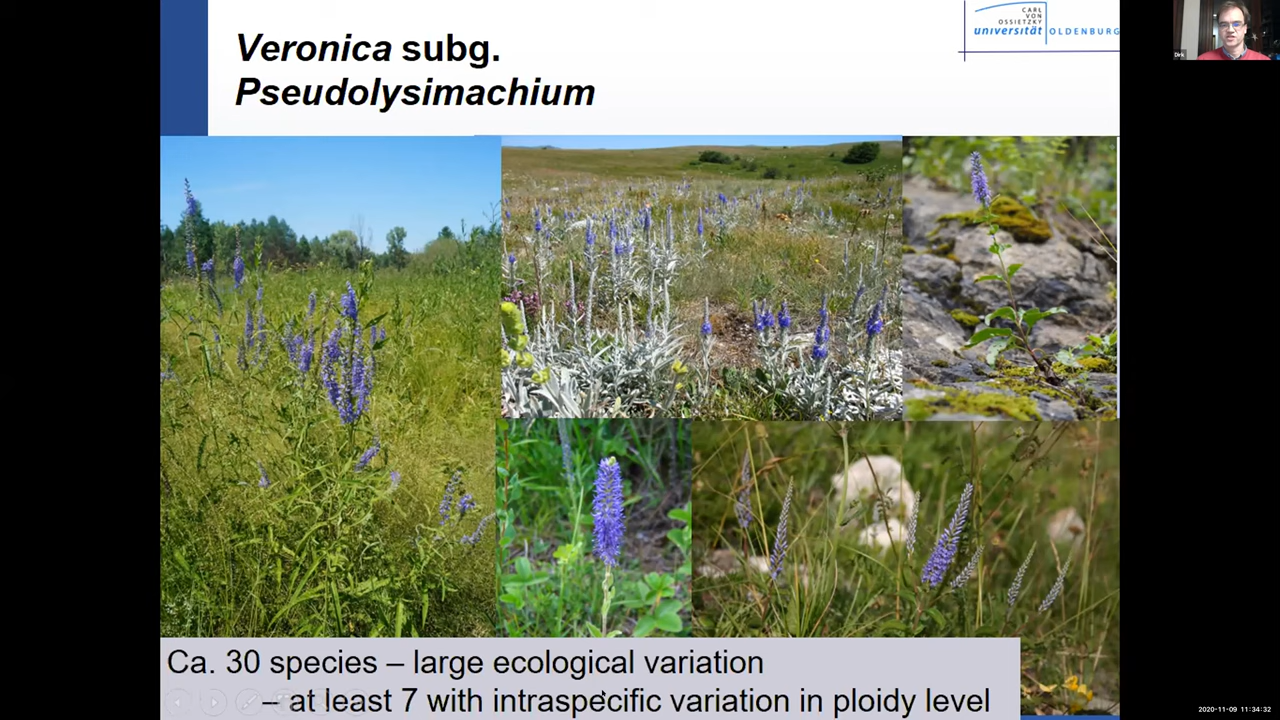 Veronica subg.
Pseudolysimachium
CARL
VON
OSSIETZKY
universität OLDENBURG
Dirk
Ca. 30 species – large ecological variation
– at least 7 with intraspecific variation in ploidy level
2020-11-09 11:34:32